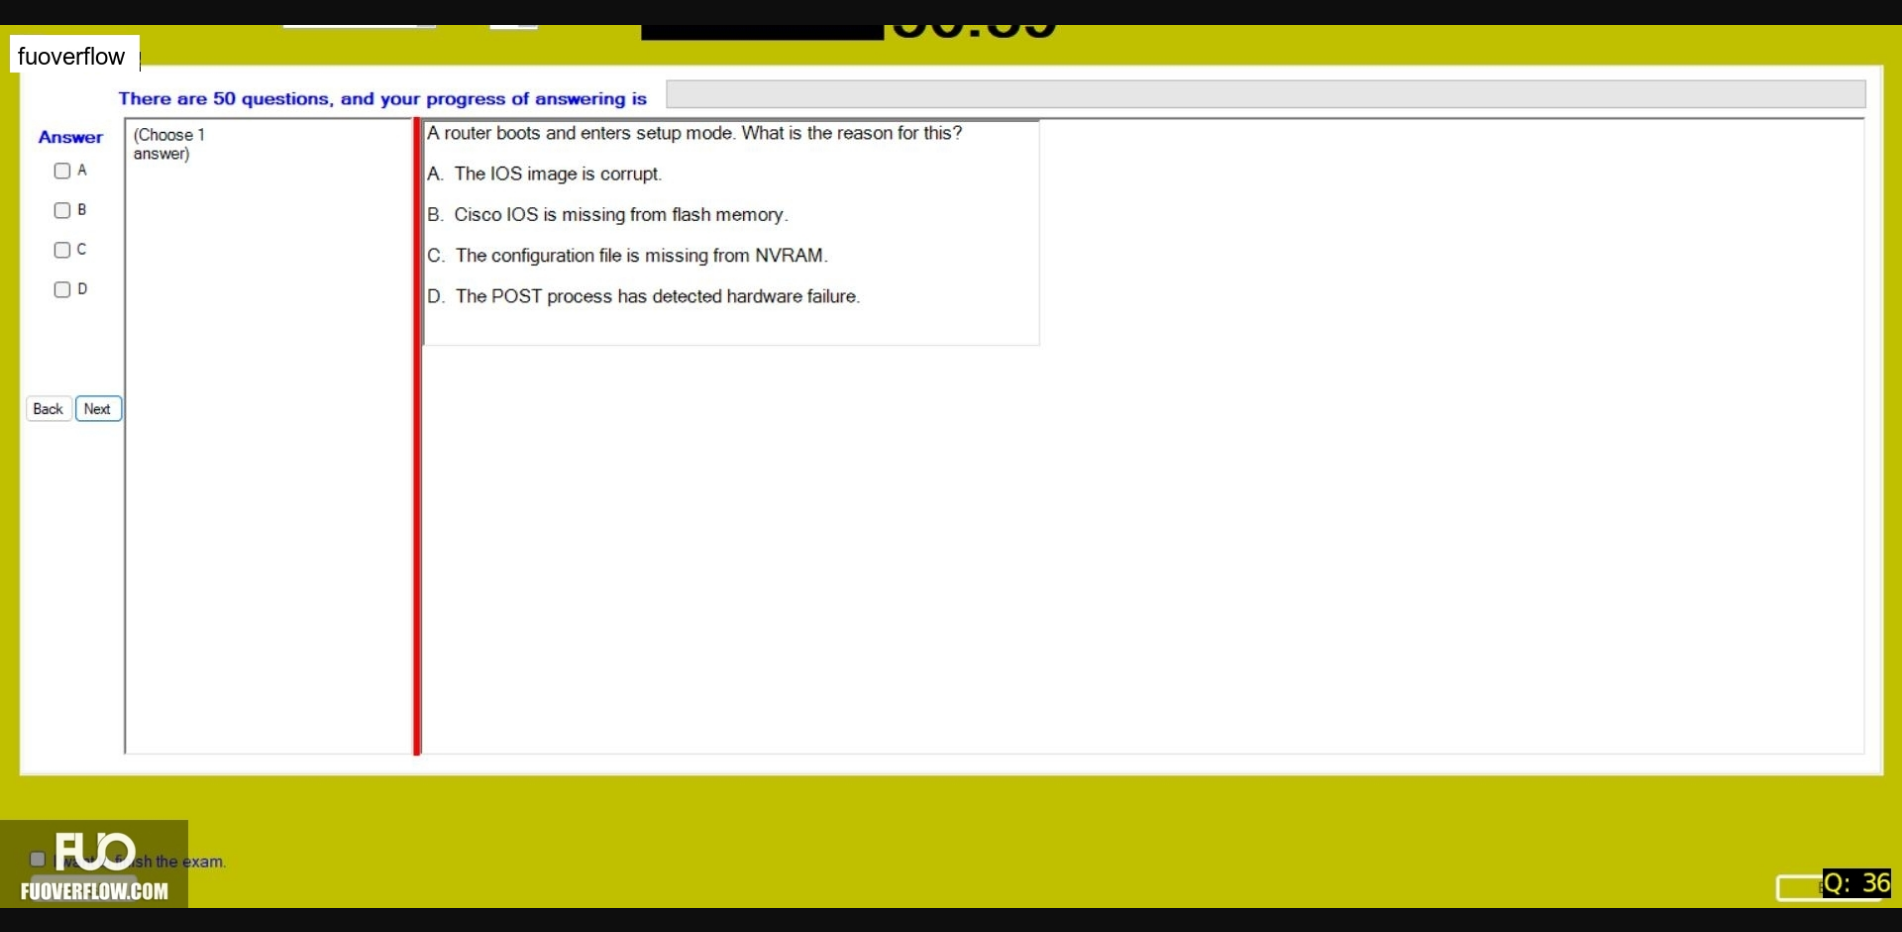 fuoverflow
There are 50 questions, and your progress of answering is
Answer
(Choose 1
answer)
A
B
C
D
Back
Next
A router boots and enters setup mode. What is the reason for this?
A. The IOS image is corrupt.
B. Cisco IOS is missing from flash memory.
C. The configuration file is missing from NVRAM.
D. The POST process has detected hardware failure.
FUO
sh the exam.
FUOVERFLOW.COM
Q: 36